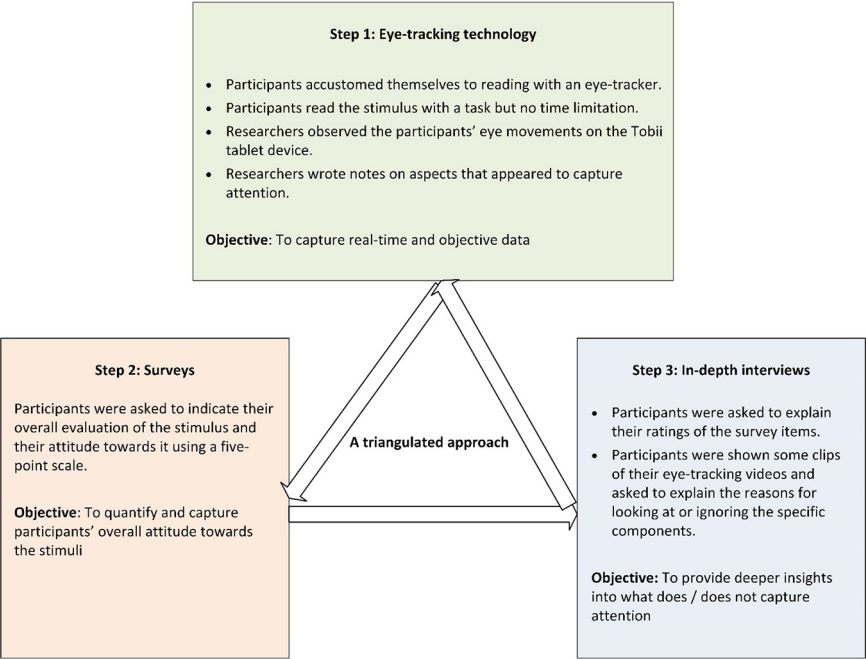 Step 1: Eye-tracking technology
• Participants accustomed themselves to reading with an eye-tracker.
• Participants read the stimulus with a task but no time limitation.
• Researchers observed the participants’ eye movements on the Tobii
tablet device.
• Researchers wrote notes on aspects that appeared to capture
attention.
Objective: To capture real-time and objective data
Step 2: Surveys
Participants were asked to indicate their
overall evaluation of the stimulus and
their attitude towards it using a five-
point scale.
Objective: To quantify and capture
participants’ overall attitude towards
the stimuli
A triangulated approach
Step 3: In-depth interviews
• Participants were asked to explain
their ratings of the survey items.
• Participants were shown some clips
of their eye-tracking videos and
asked to explain the reasons for
looking at or ignoring the specific
components.
Objective: To provide deeper insights
into what does / does not capture
attention